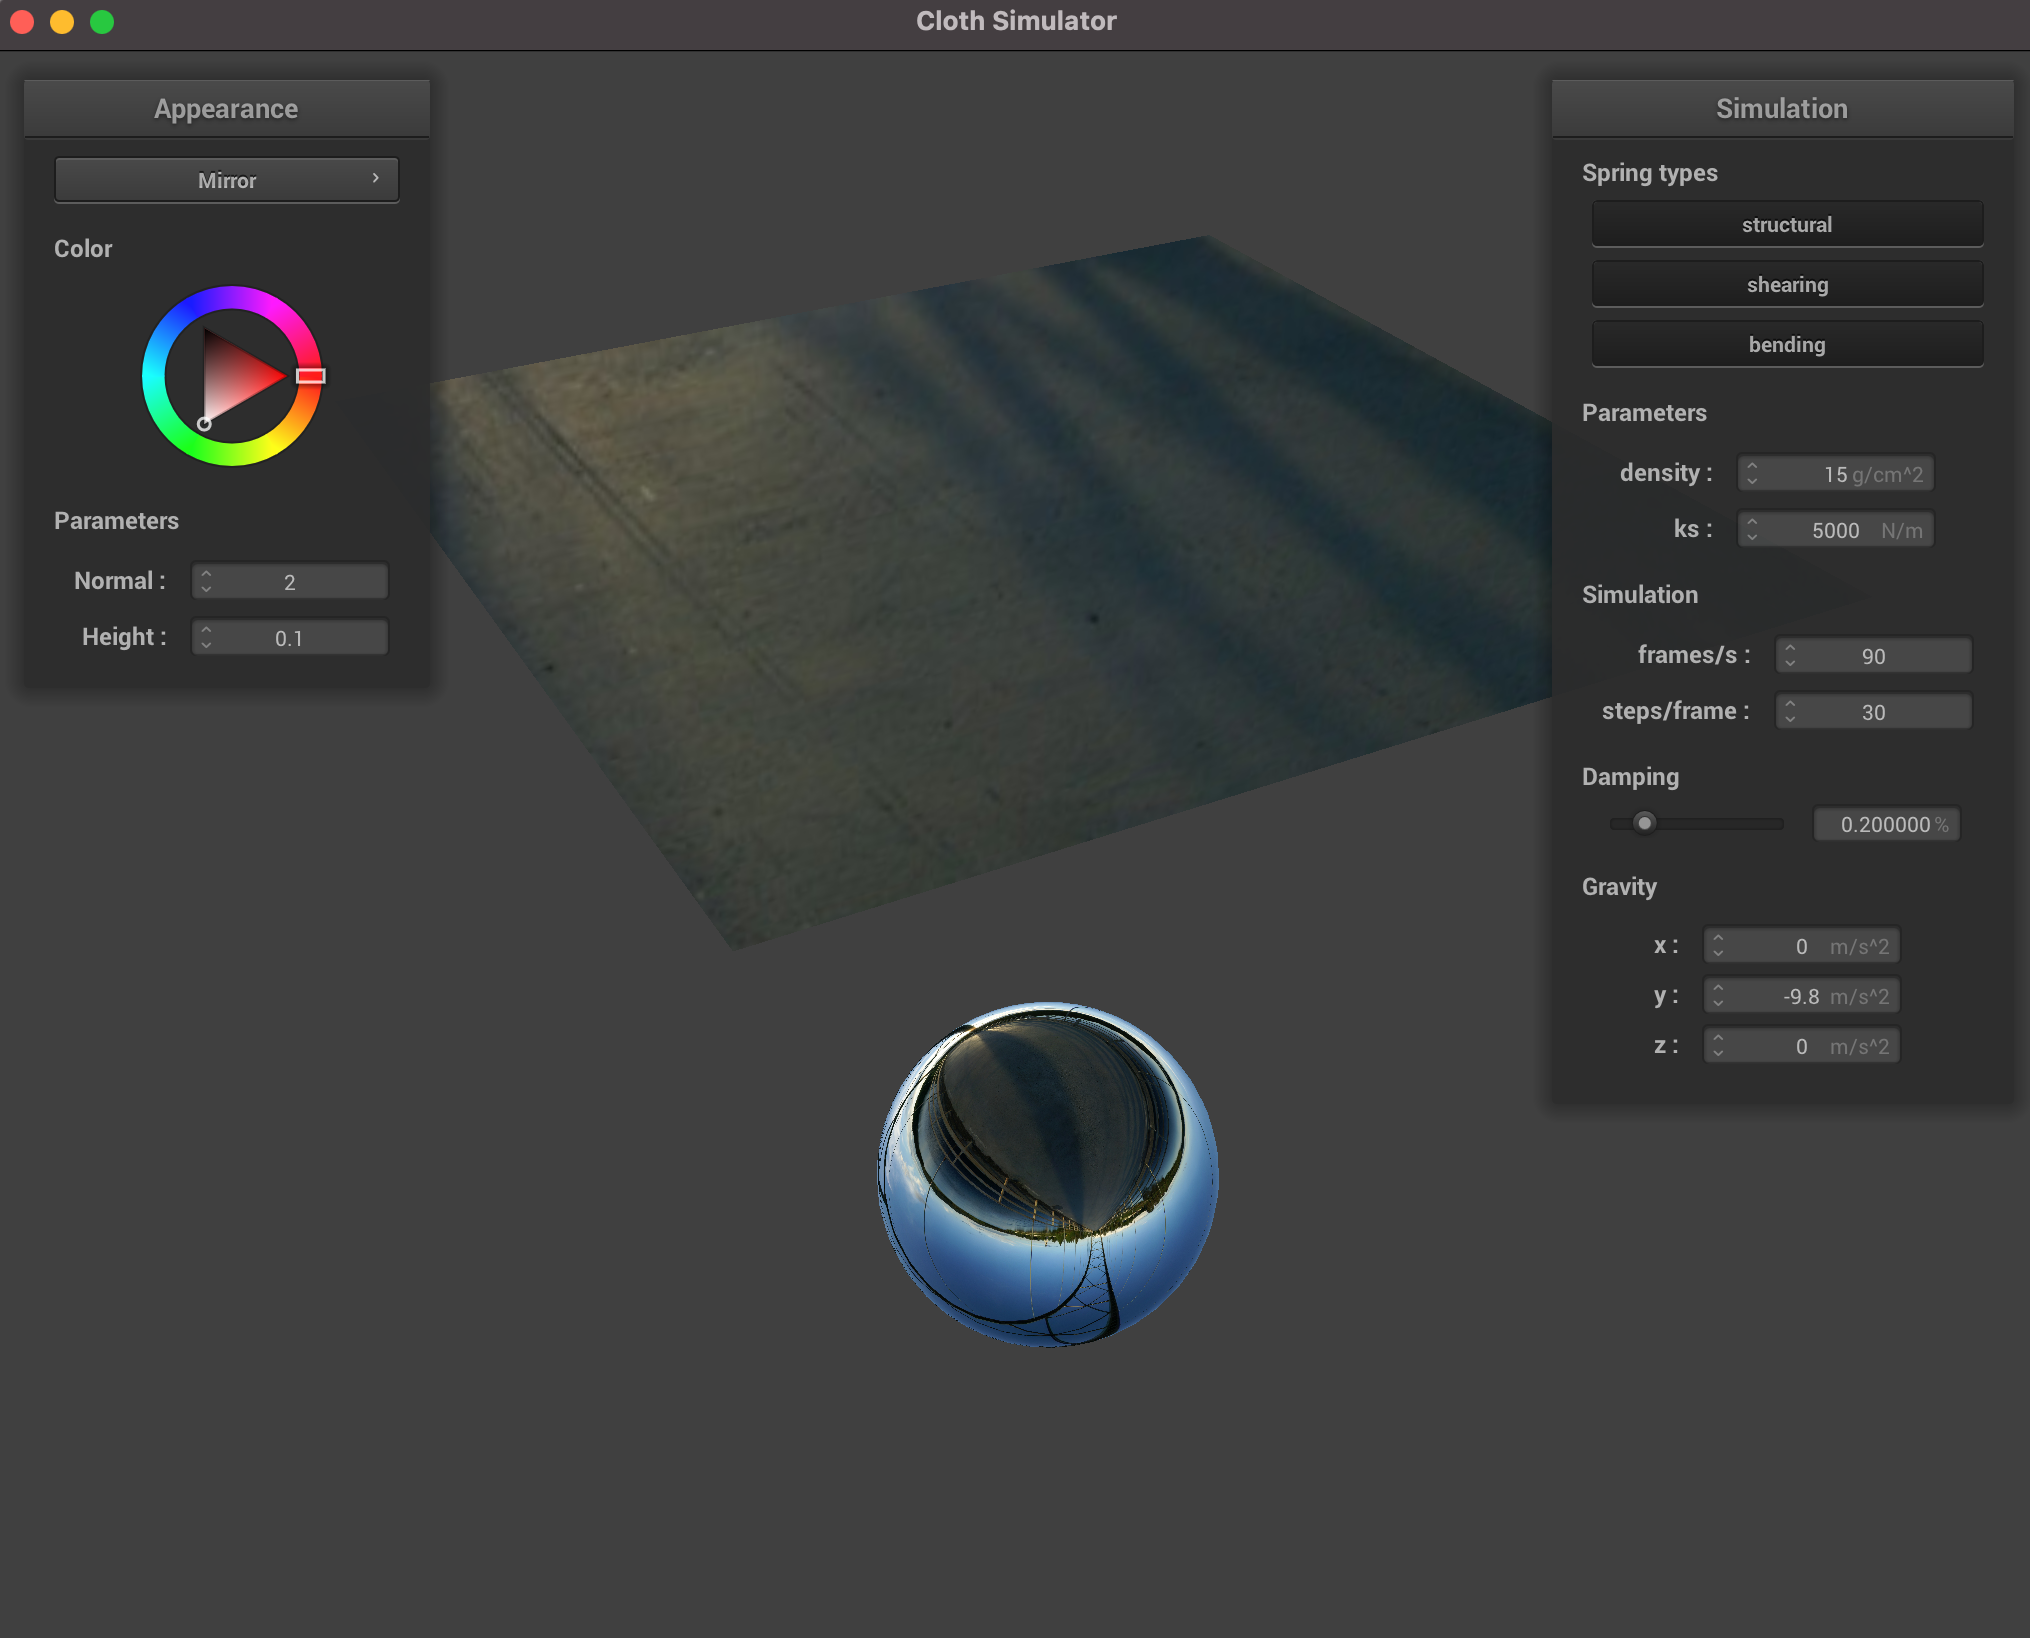 Cloth Simulator
Appearance
Mirror
Color
Parameters
Normal : 2
Height : 0.1
Simulation
Spring types
structural
shearing
bending
Parameters
density : 15 g/cm^2
ks : 5000 N/m
Simulation
frames/s : 90
steps/frame : 30
Damping
0.200000 %
Gravity
x : 0 m/s^2
y : -9.8 m/s^2
z : 0 m/s^2